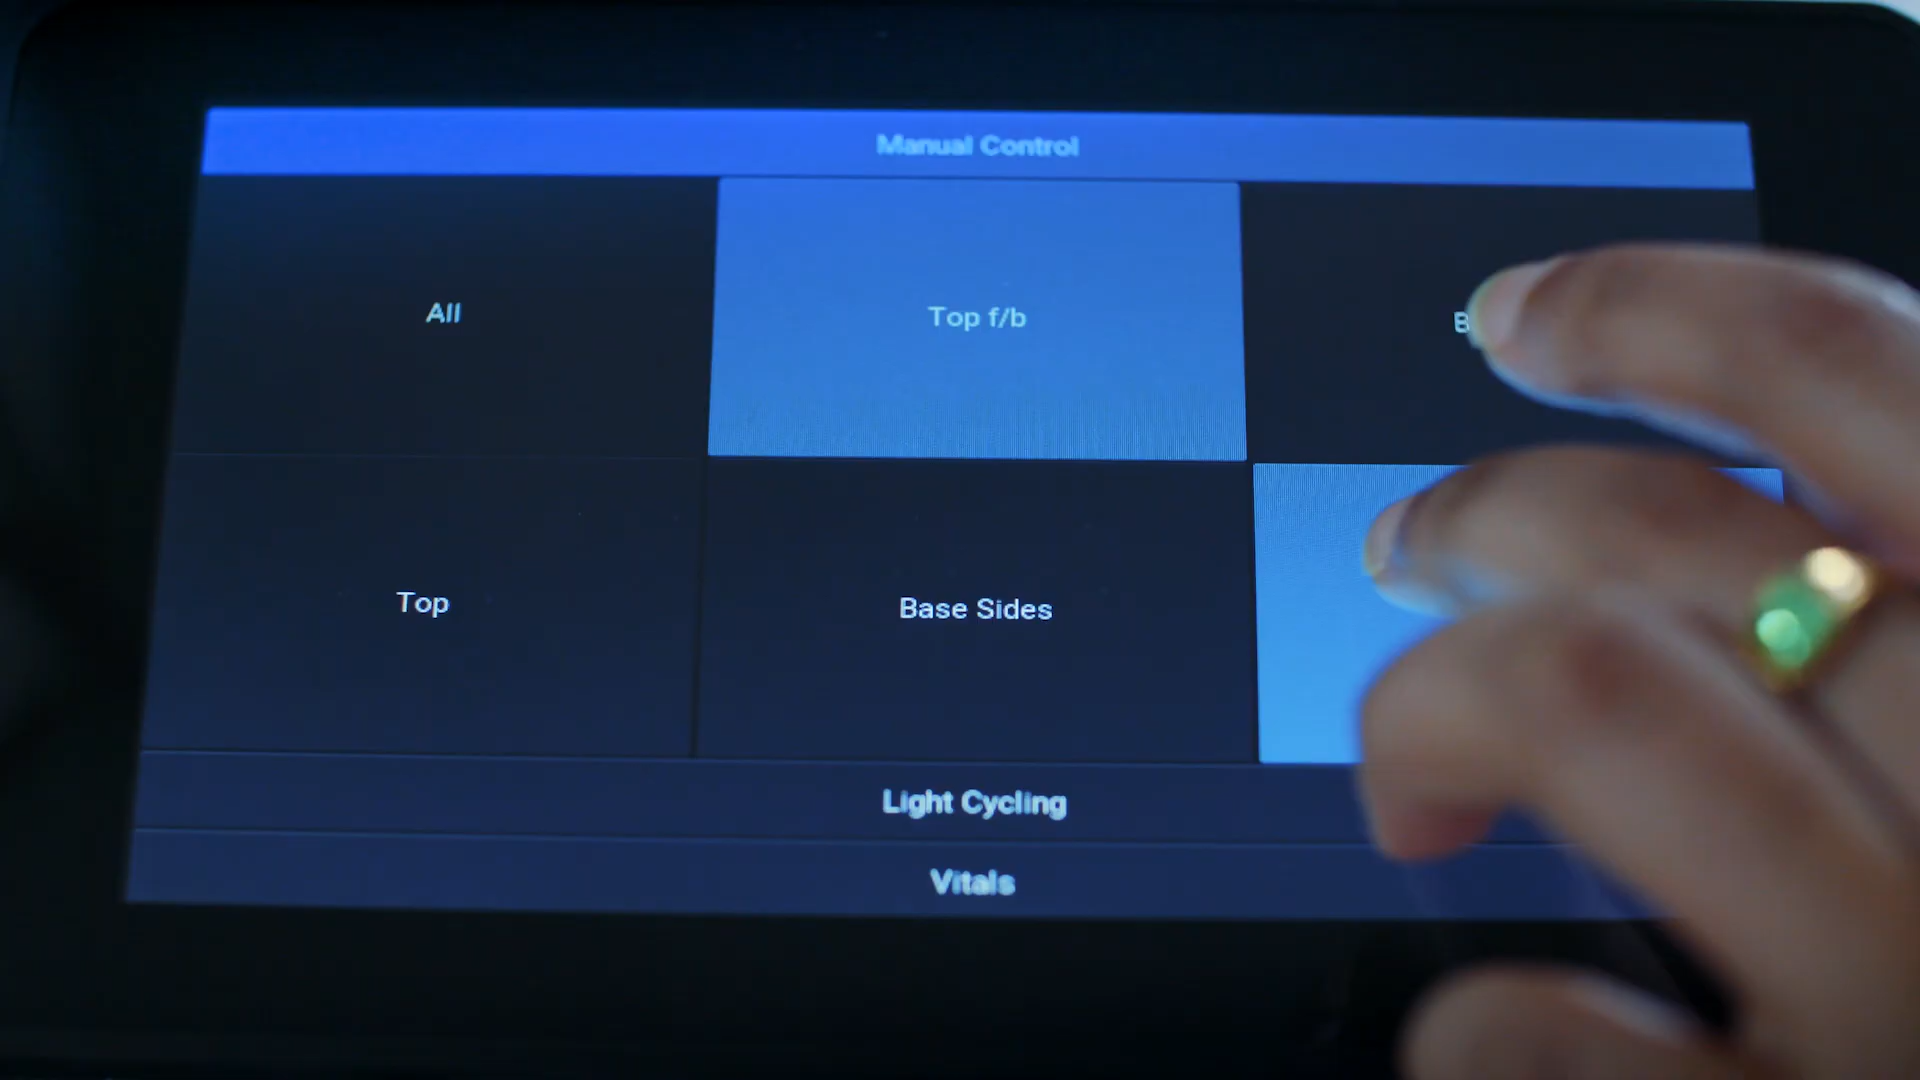 Manual Control
All
Top f/b
Top
Base Sides
Light Cycling
Vitals